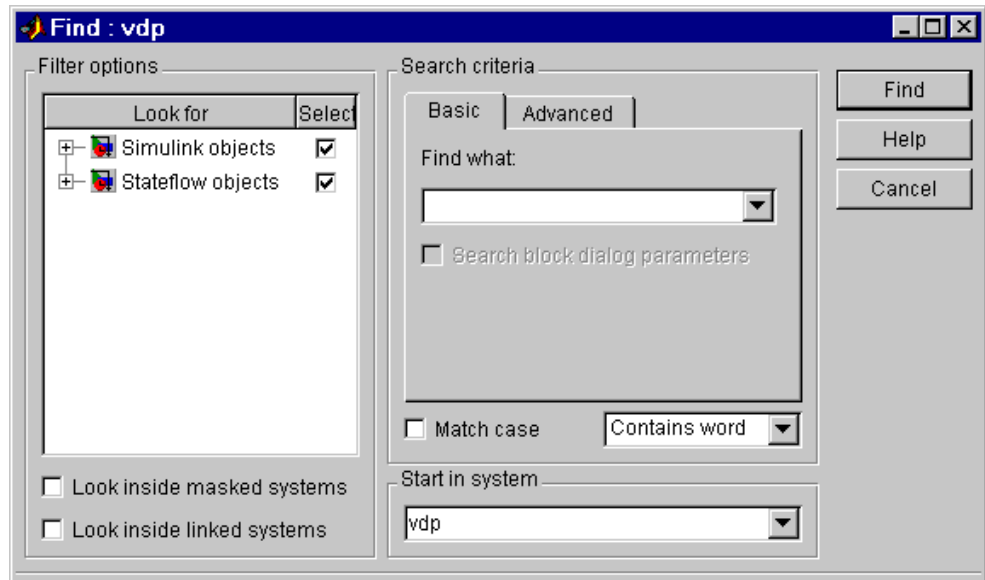 Find : vdp
Filter options
Look for Select
Simulink objects
Stateflow objects
Look inside masked systems
Look inside linked systems
Search criteria
Basic Advanced
Find what:
Search block dialog parameters
Match case Contains word
Start in system
vdp
Find
Help
Cancel